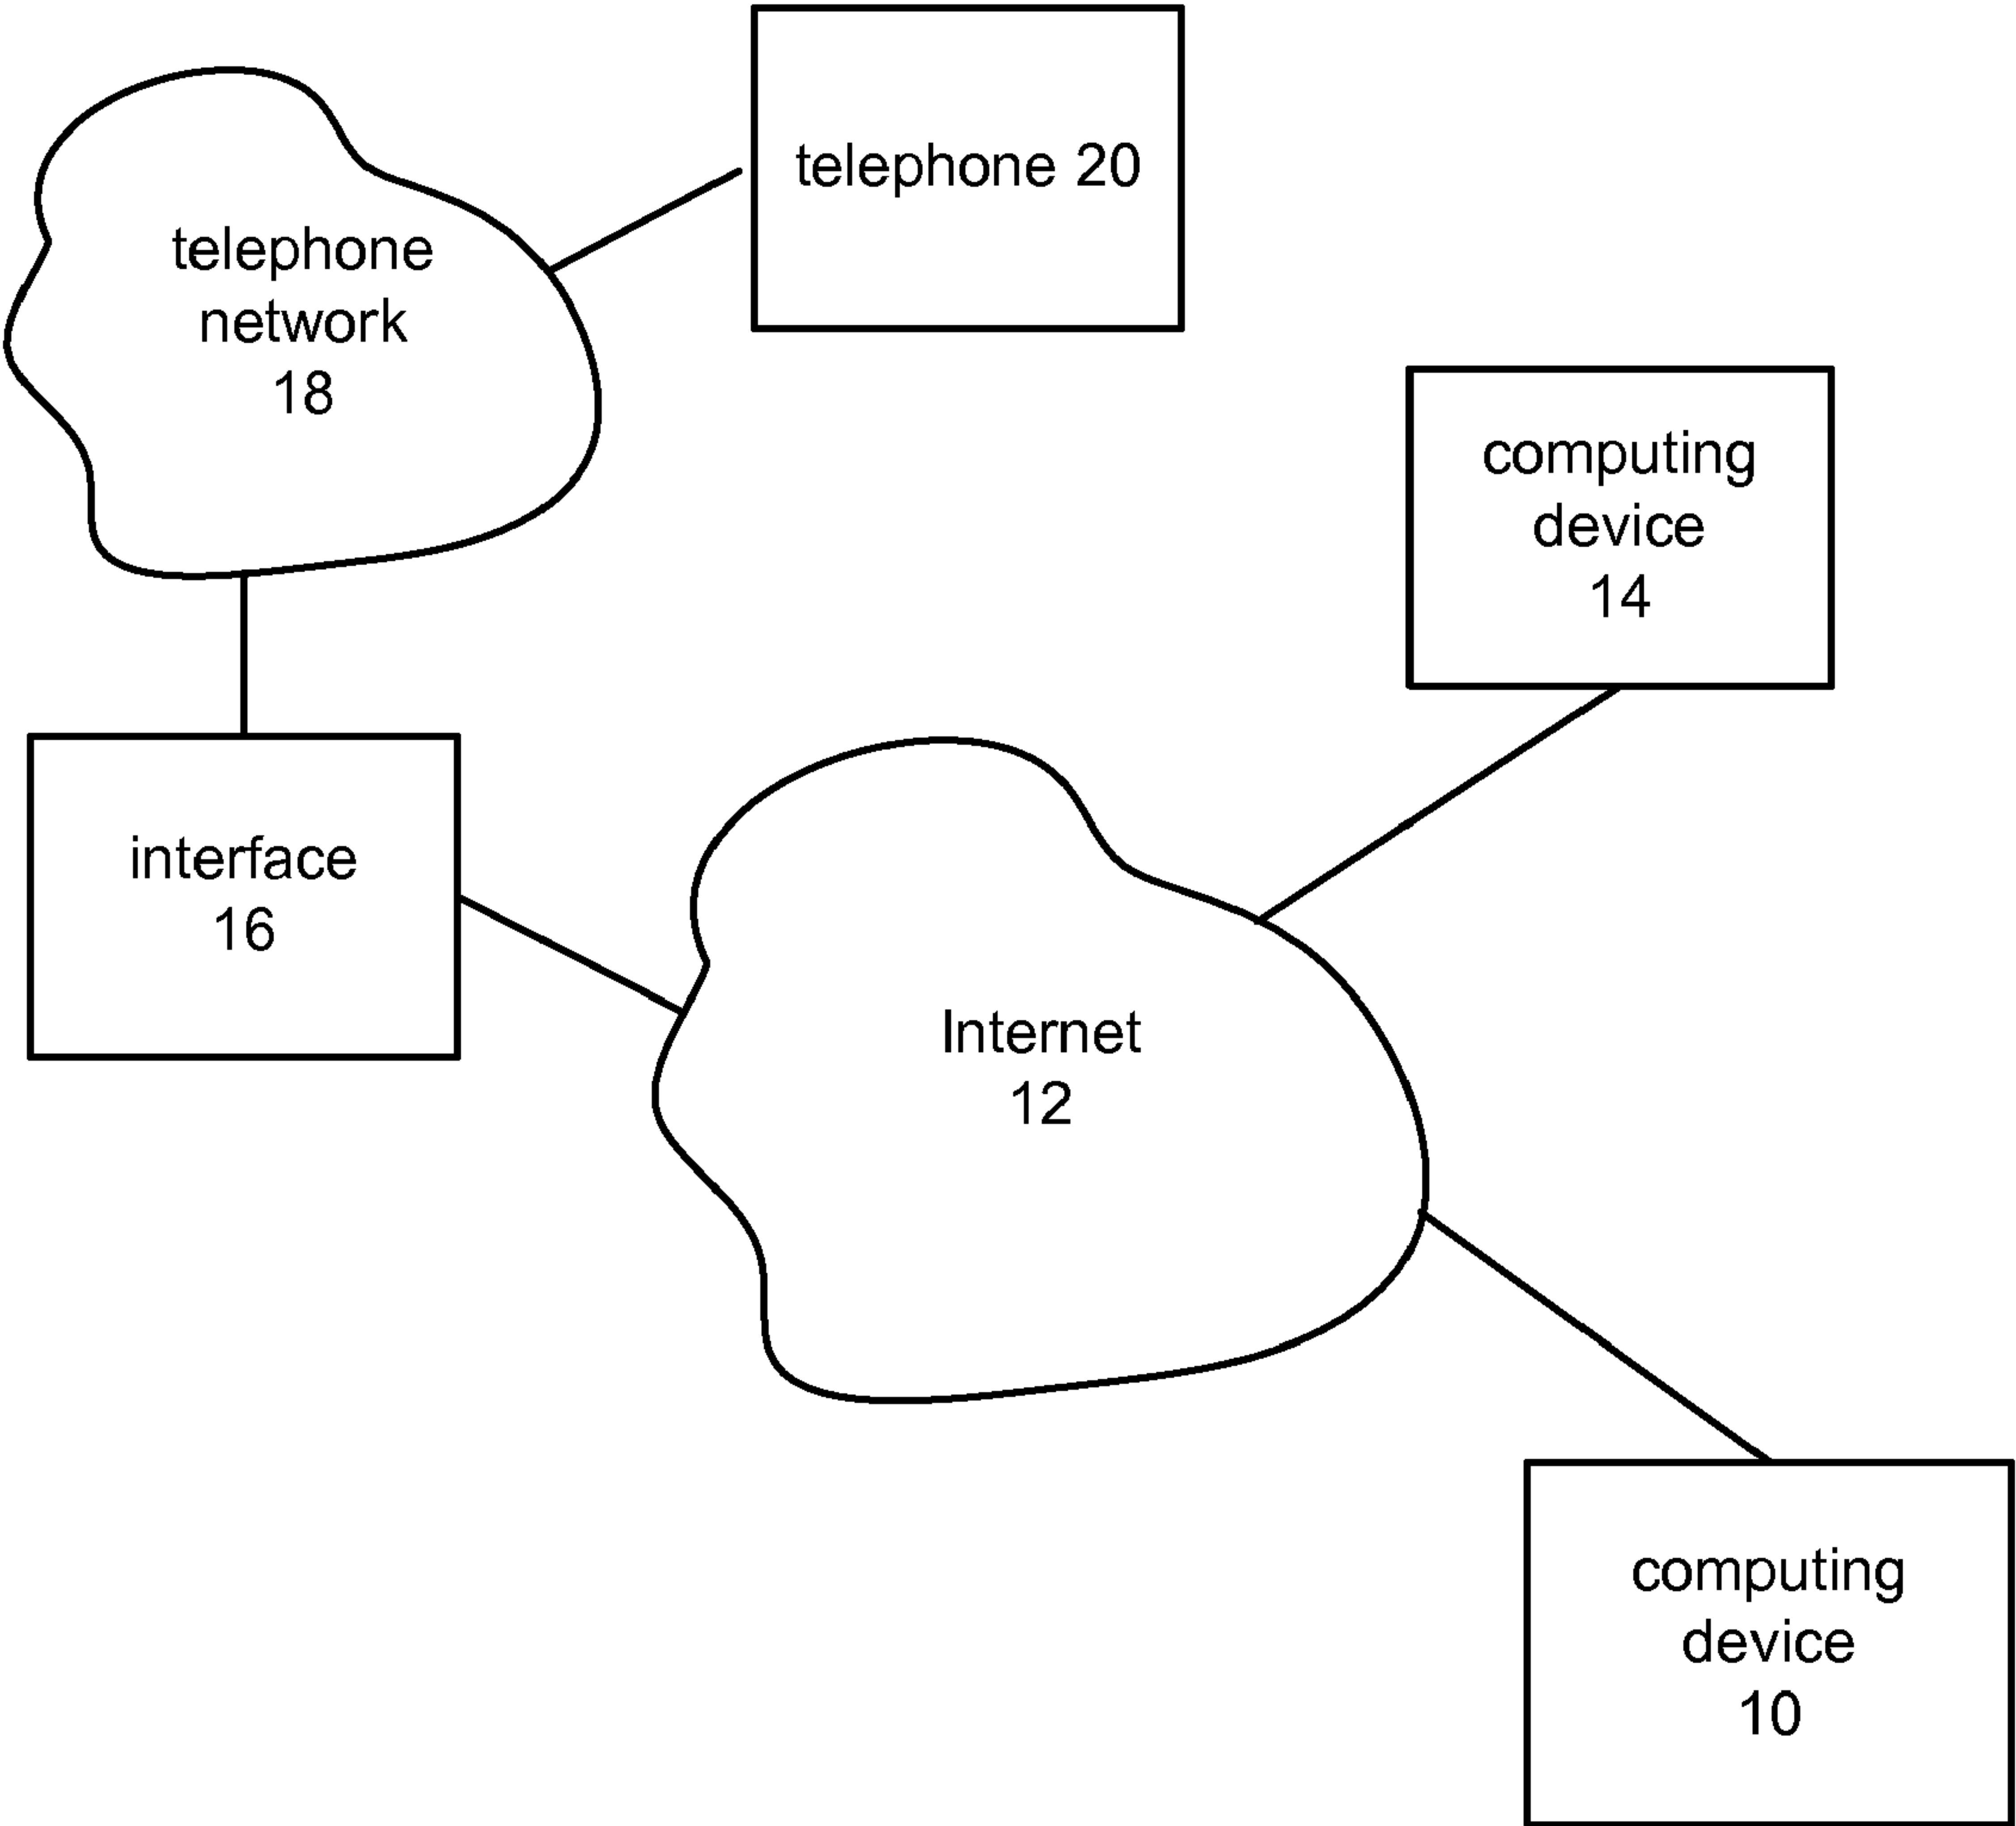 telephone 20
telephone
network
18
computing
device
14
interface
16
Internet
12
computing
device
10